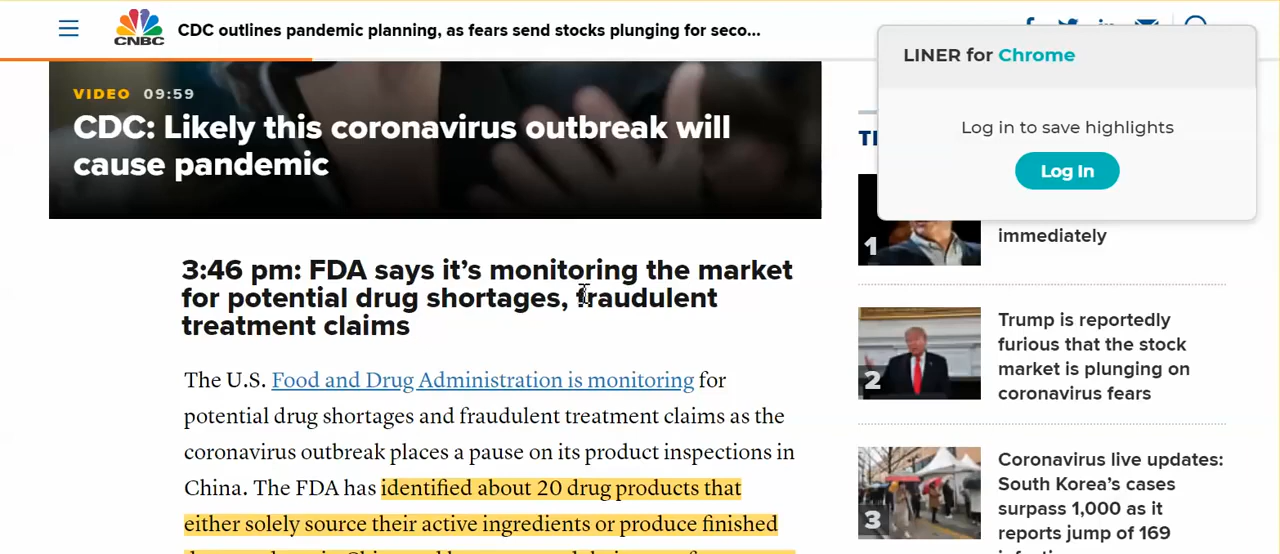 CNBC
CDC outlines pandemic planning, as fears send stocks plunging for seco...
LINER for Chrome
Log in to save highlights
Log In
VIDEO 09:59
CDC: Likely this coronavirus outbreak will
cause pandemic
3:46 pm: FDA says it’s monitoring the market
for potential drug shortages, fraudulent
treatment claims
The U.S. Food and Drug Administration is monitoring for
potential drug shortages and fraudulent treatment claims as the
coronavirus outbreak places a pause on its product inspections in
China. The FDA has identified about 20 drug products that
either solely source their active ingredients or produce finished
1
immediately
2
Trump is reportedly
furious that the stock
market is plunging on
coronavirus fears
3
Coronavirus live updates:
South Korea’s cases
surpass 1,000 as it
reports jump of 169